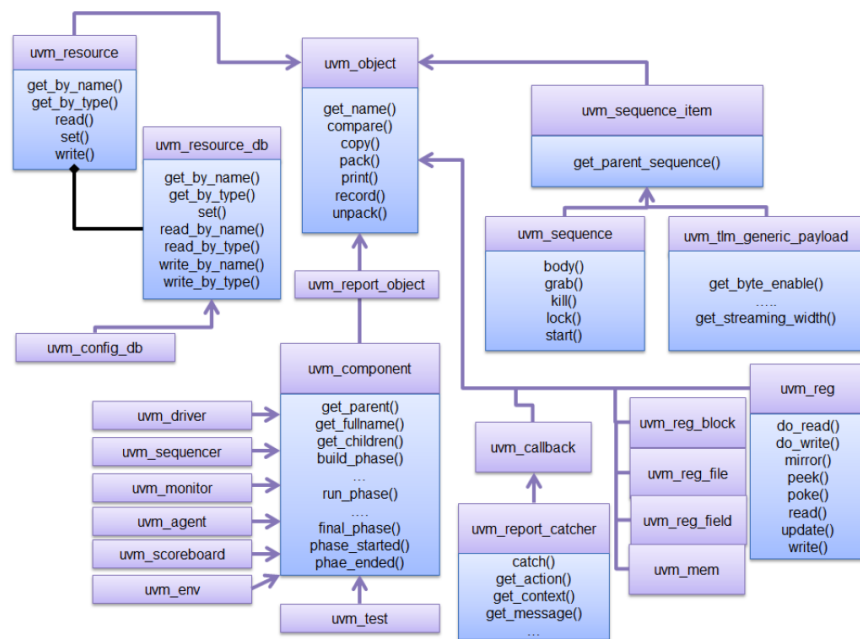 uvm_resource
get_by_name()
get_by_type()
read()
set()
write()
uvm_resource_db
get_by_name()
get_by_type()
set()
read_by_name()
read_by_type()
write_by_name()
write_by_type()
uvm_config_db
uvm_object
get_name()
compare()
copy()
pack()
print()
record()
unpack()
uvm_report_object
uvm_sequence_item
get_parent_sequence()
uvm_sequence
body()
grab()
kill()
lock()
start()
uvm_tlm_generic_payload
get_byte_enable()
.....
get_streaming_width()
uvm_component
get_parent()
get_fullname()
get_children()
build_phase()
...
run_phase()
....
final_phase()
phase_started()
phae_ended()
uvm_driver
uvm_sequencer
uvm_monitor
uvm_agent
uvm_scoreboard
uvm_env
uvm_test
uvm_callback
uvm_report_catcher
catch()
get_action()
get_context()
get_message()
...
uvm_reg_block
uvm_reg_file
uvm_reg_field
uvm_mem
uvm_reg
do_read()
do_write()
mirror()
peek()
poke()
read()
update()
write()